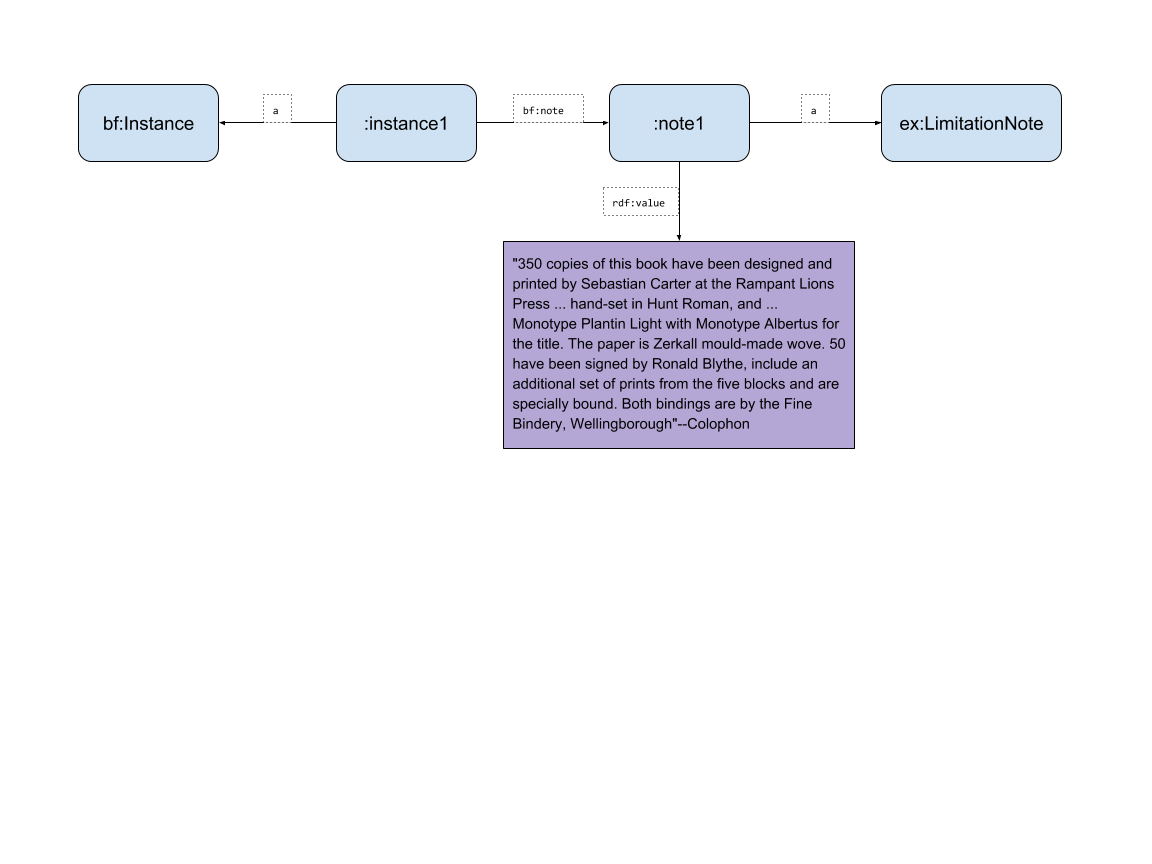 bf:Instance
a
:instance1
bf:note
:note1
a
ex:LimitationNote
rdf:value
"350 copies of this book have been designed and
printed by Sebastian Carter at the Rampant Lions
Press ... hand-set in Hunt Roman, and ...
Monotype Plantin Light with Monotype Albertus for
the title. The paper is Zerkall mould-made wove. 50
have been signed by Ronald Blythe, include an
additional set of prints from the five blocks and are
specially bound. Both bindings are by the Fine
Bindery, Wellingborough"--Colophon